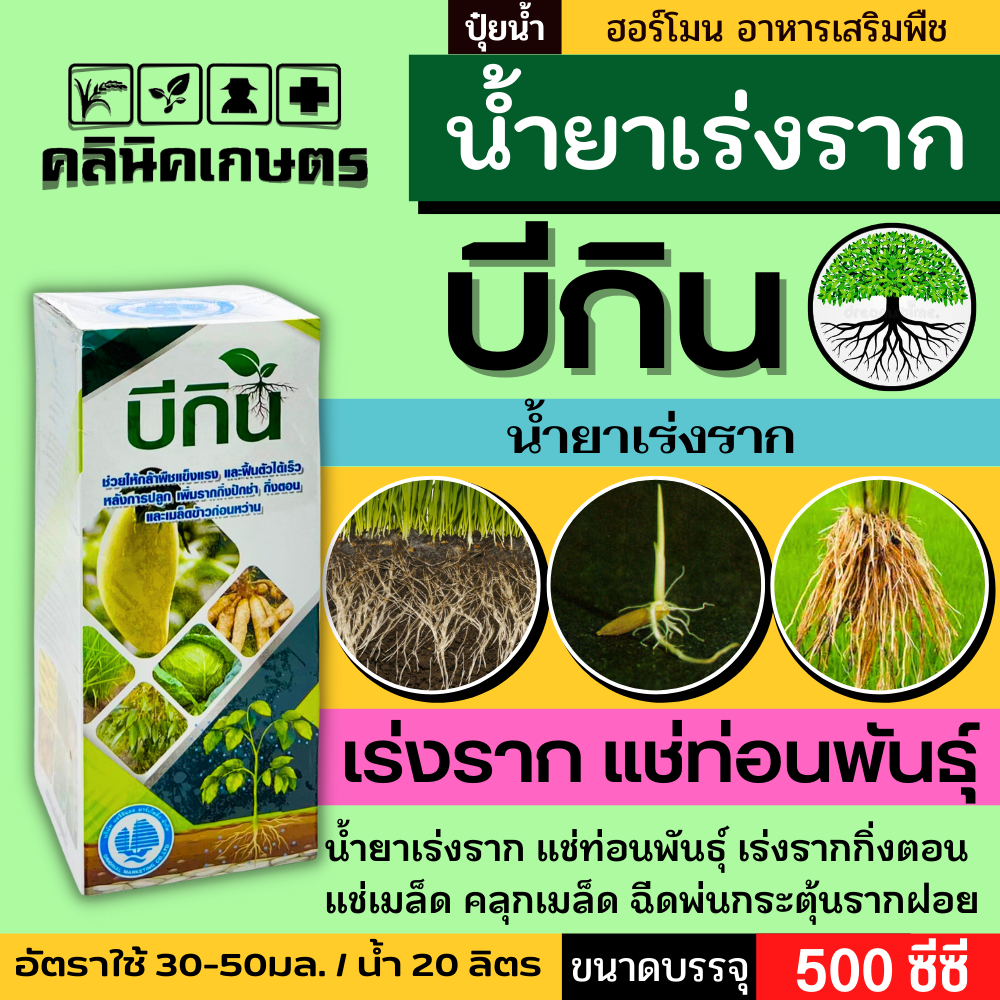 ปุ๋ยน้ำ
ฮอร์โมน อาหารเสริมพืช
คลินิคเกษตร
น้ำยาเร่งราก
บีกิน
น้ำยาเร่งราก
บีกิน
ช่วยให้กล้าพืชแข็งแรง และฟื้นตัวได้เร็ว
หลังการปลูก เพิ่มรากกิ่งปักชำ กิ่งตอน
และเมล็ดข้าวก่อนหว่าน
เร่งราก แช่ท่อนพันธุ์
น้ำยาเร่งราก แช่ท่อนพันธุ์ เร่งรากกิ่งตอน
แช่เมล็ด คลุกเมล็ด ฉีดพ่นกระตุ้นรากฝอย
อัตราใช้ 30-50มล. / น้ำ 20 ลิตร
ขนาดบรรจุ
500 ซีซี